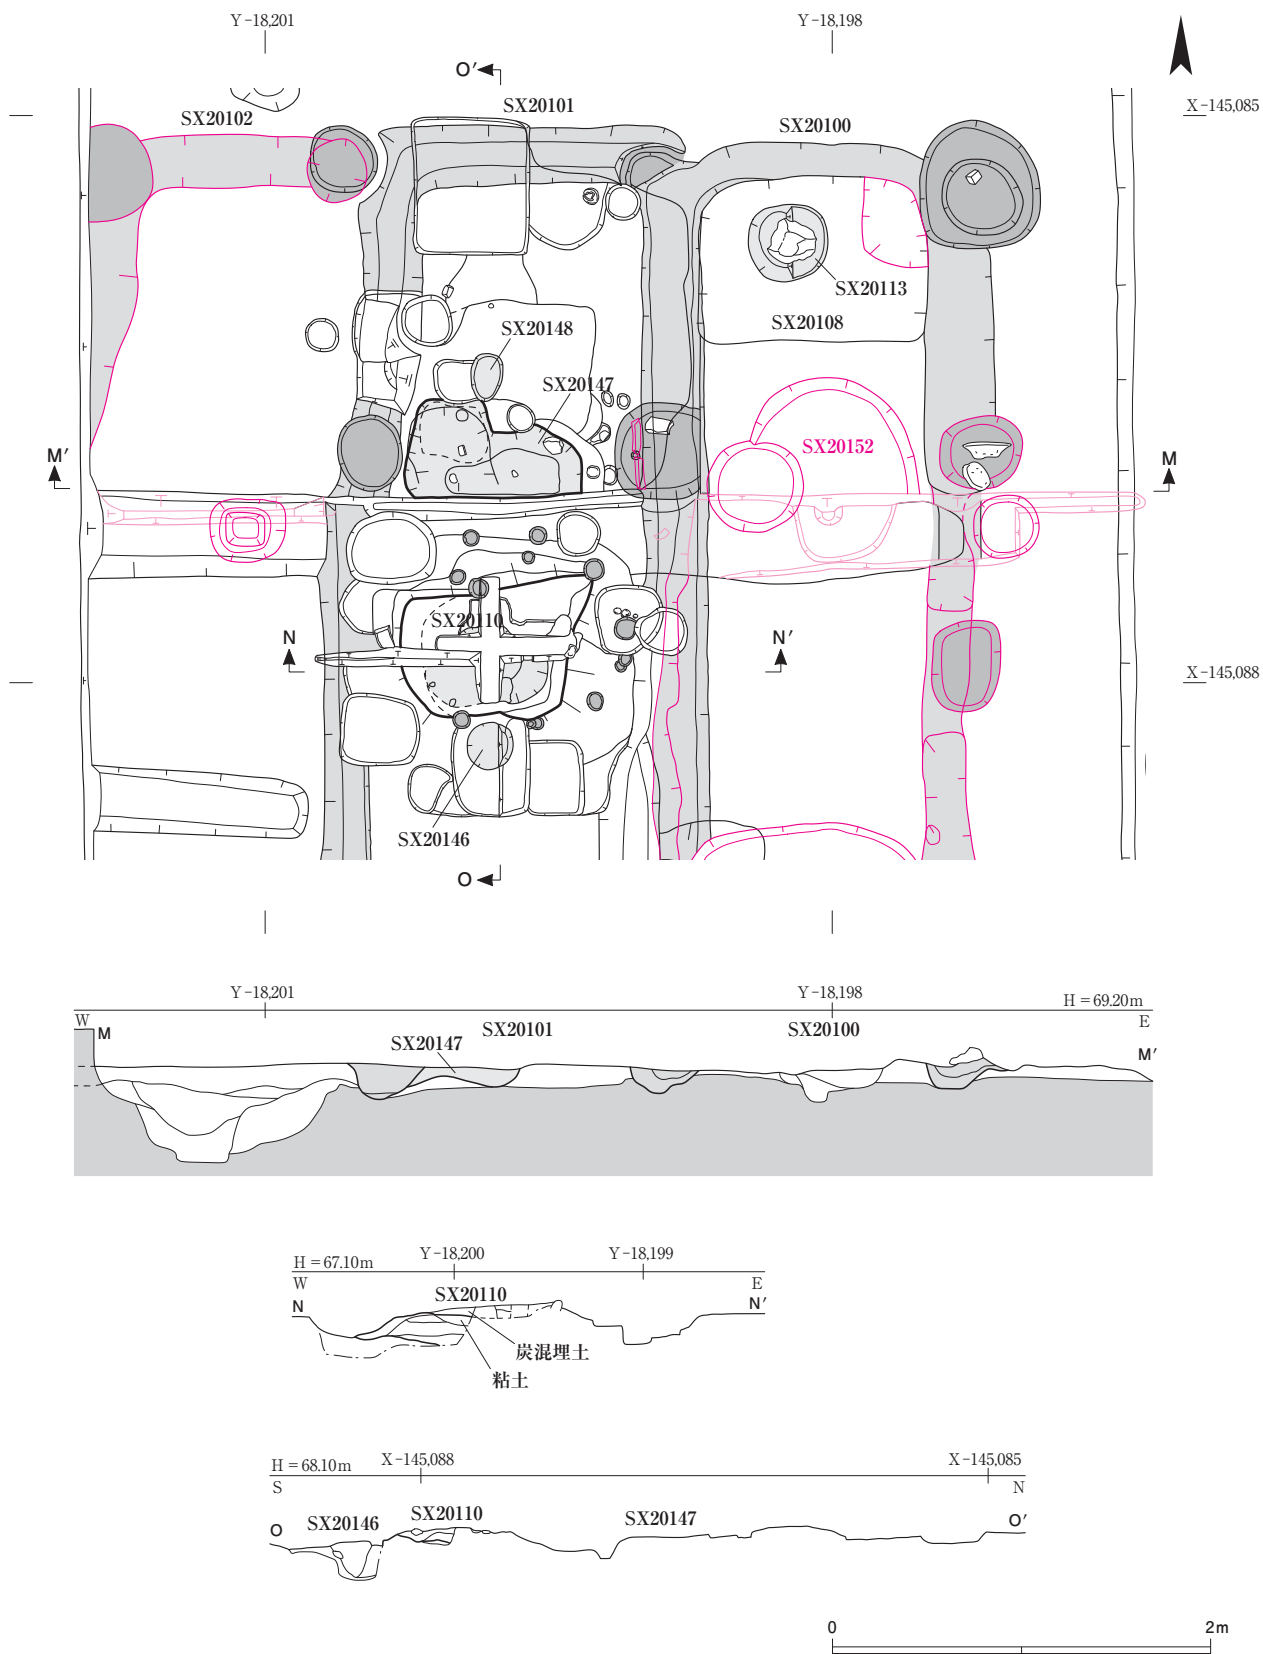 Y-18,201
Y-18,198
O′
SX20101
X-145,085
SX20102
SX20100
SX20113
SX20108
SX20148
SX20147
SX20152
M′
M
SX20110
N
N′
X-145,088
SX20146
O
Y-18,201
Y-18,198
H=69.20m
W
M
SX20101
SX20100
E
SX20147
M′
Y-18,200
Y-18,199
H=67.10m
W
E
SX20110
N
N′
炭混埋土
粘土
H=68.10m
X-145,088
X-145,085
S
N
SX20110
O
SX20146
SX20147
O′
0
2m